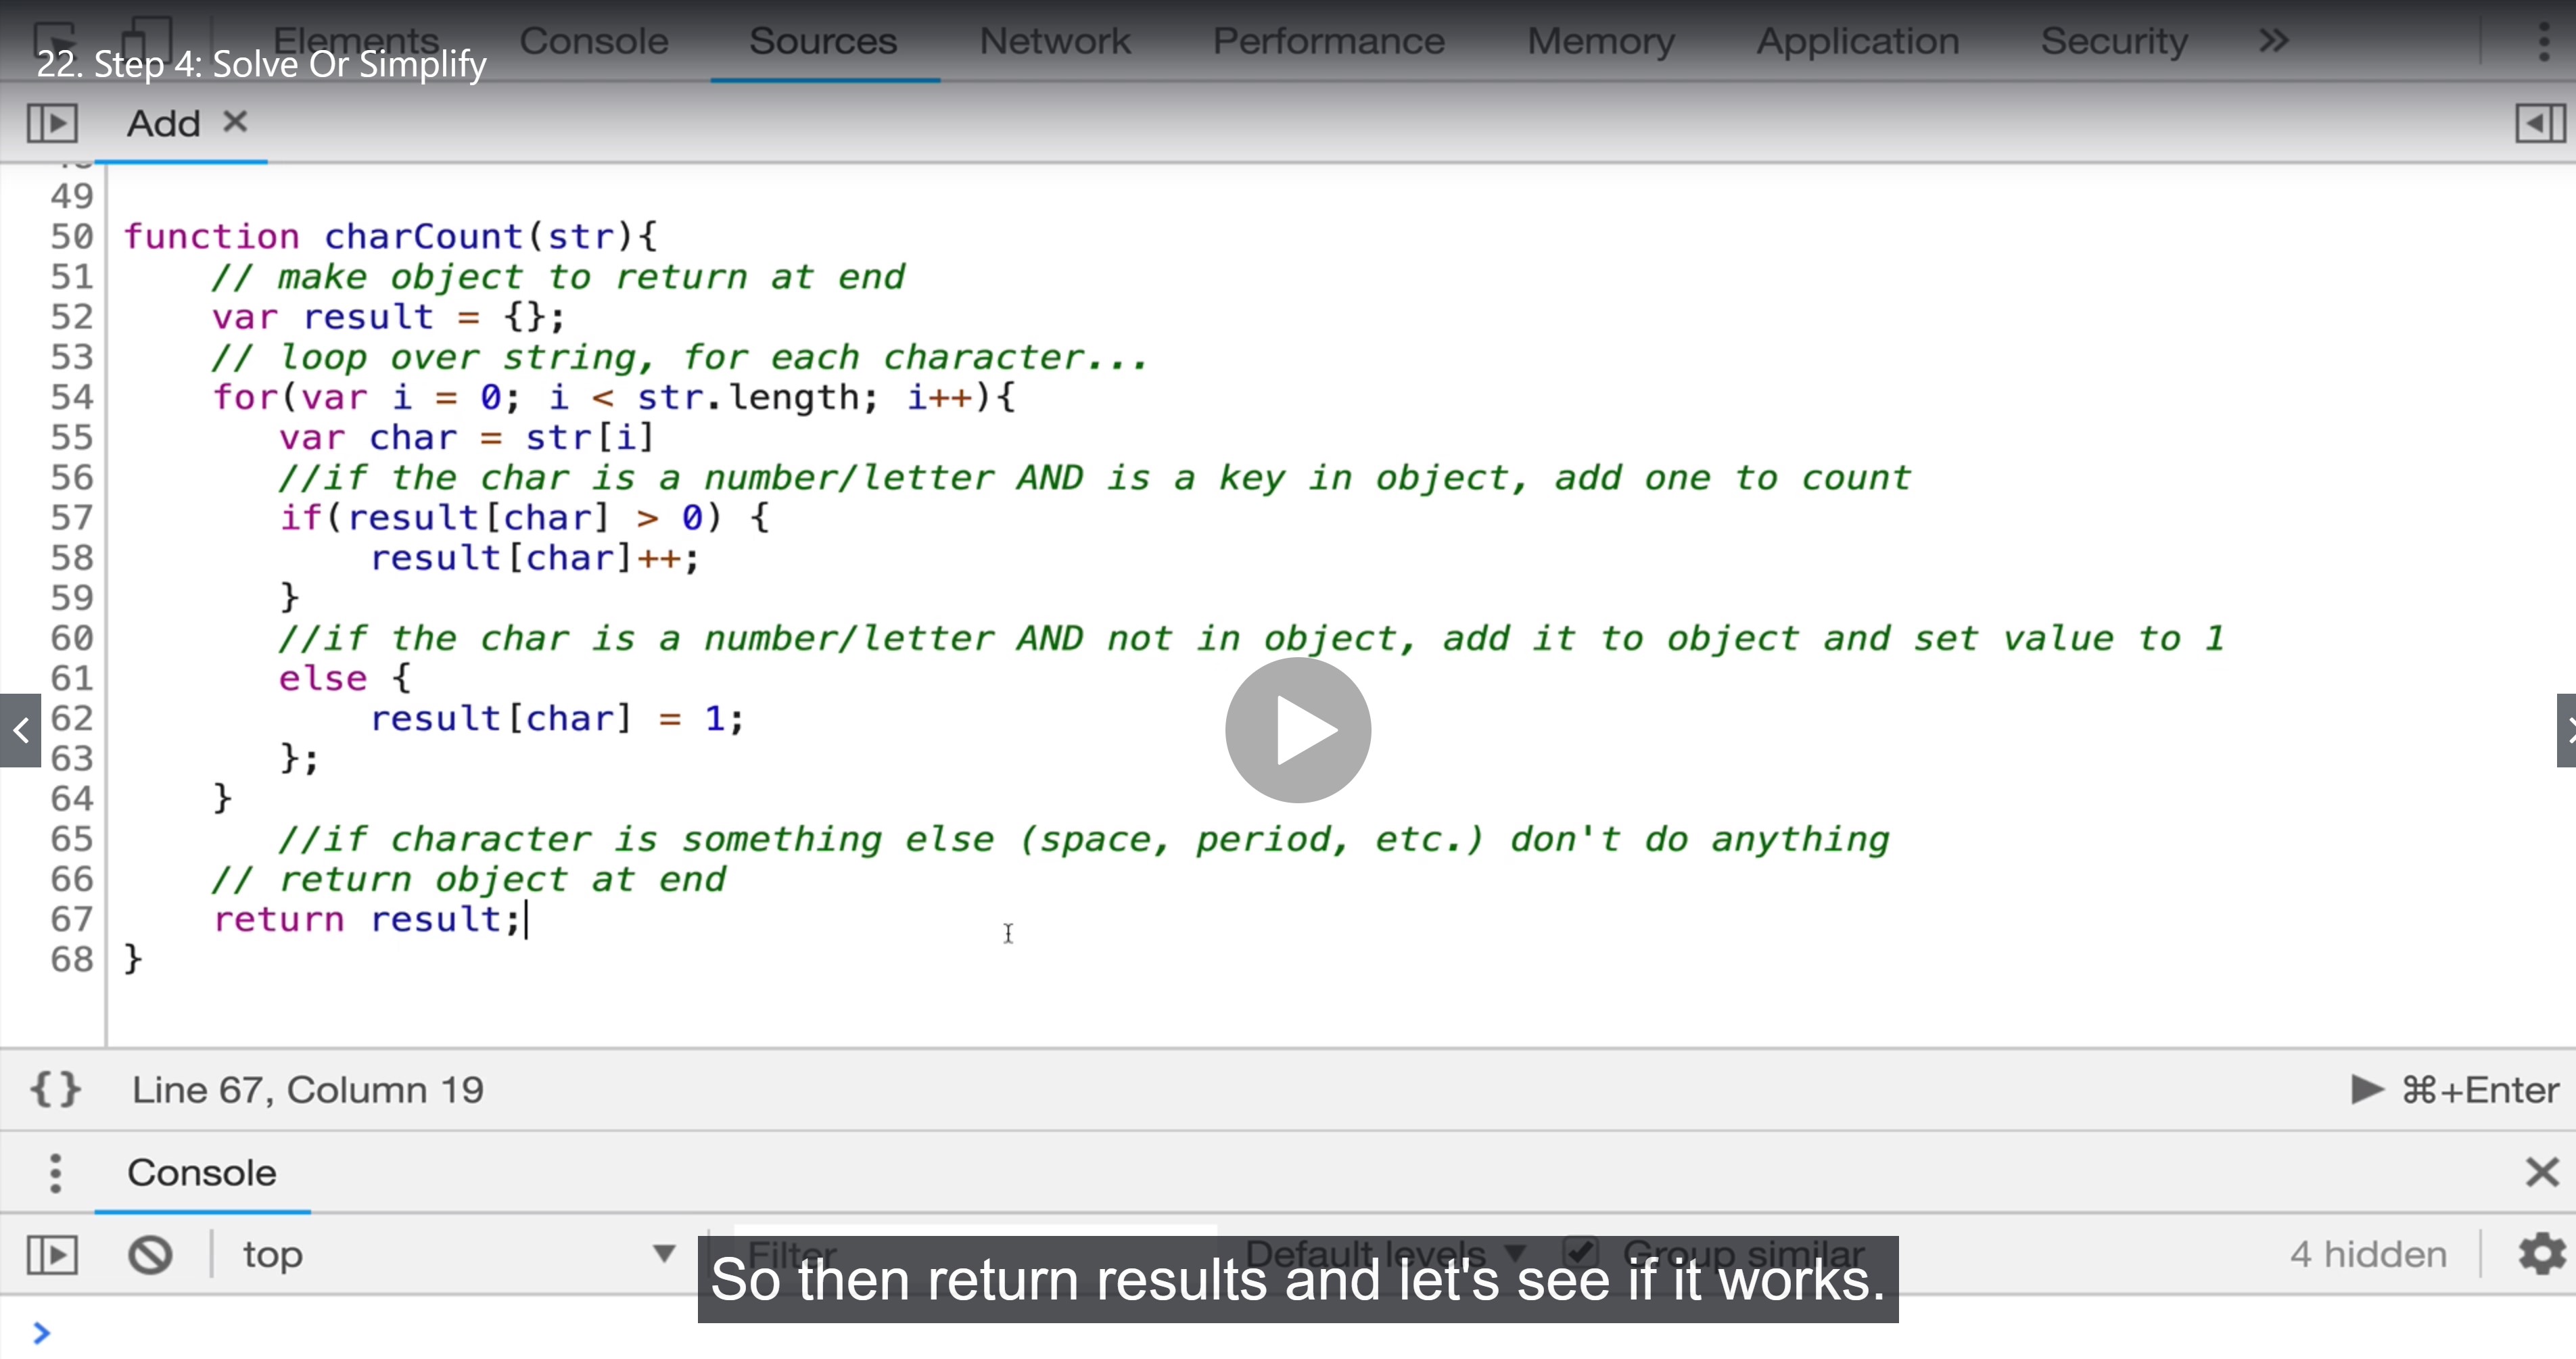 Elements Console Sources Network Performance Memory Application Security »
22. Step 4: Solve Or Simplify
Add ×
49
50 function charCount(str){
51 // make object to return at end
52 var result = {};
53 // loop over string, for each character...
54 for(var i = 0; i < str.length; i++){
55 var char = str[i]
56 //if the char is a number/letter AND is a key in object, add one to count
57 if(result[char] > 0) {
58 result[char]++;
59 }
60 //if the char is a number/letter AND not in object, add it to object and set value to 1
61 else {
62 result[char] = 1;
63 };
64 }
65 //if character is something else (space, period, etc.) don't do anything
66 // return object at end
67 return result;
68 }
{} Line 67, Column 19 ⌘+Enter
Console
top Filter Default levels Group similar 4 hidden
So then return results and let's see if it works.